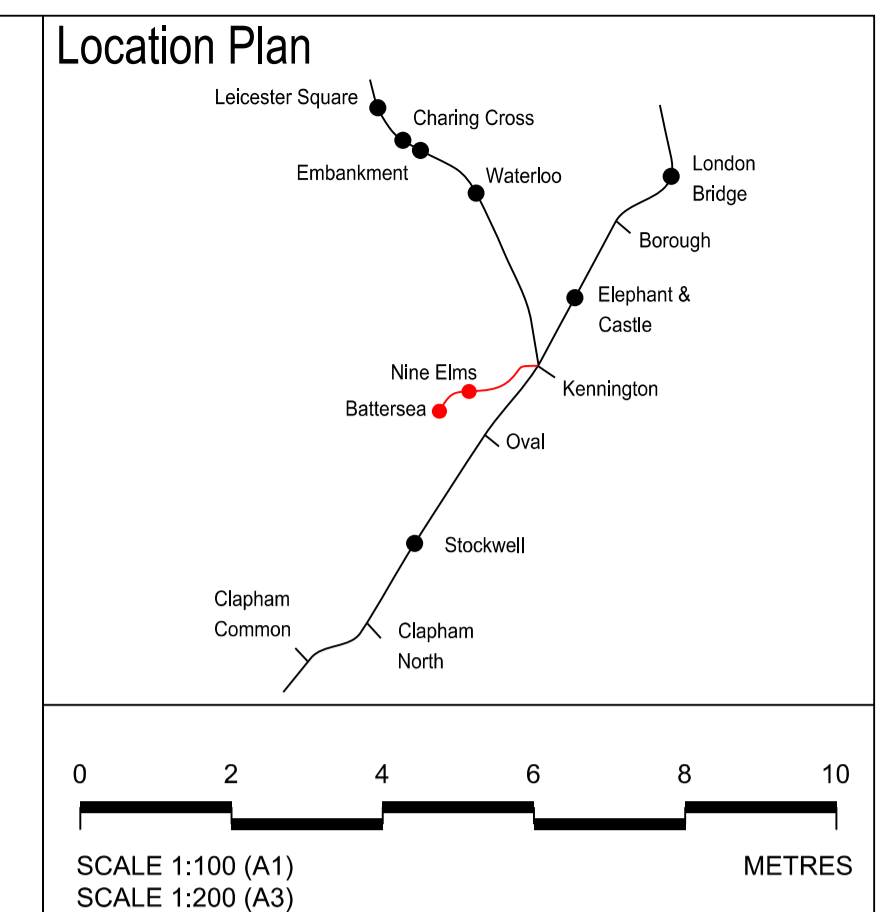 Location Plan
Leicester Square
Charing Cross
Embankment
Waterloo
London
Bridge
Borough
Elephant &
Castle
Nine Elms
Kennington
Battersea
Oval
Stockwell
Clapham
Common
Clapham
North
0 2 4 6 8 10
SCALE 1:100 (A1) METRES
SCALE 1:200 (A3)